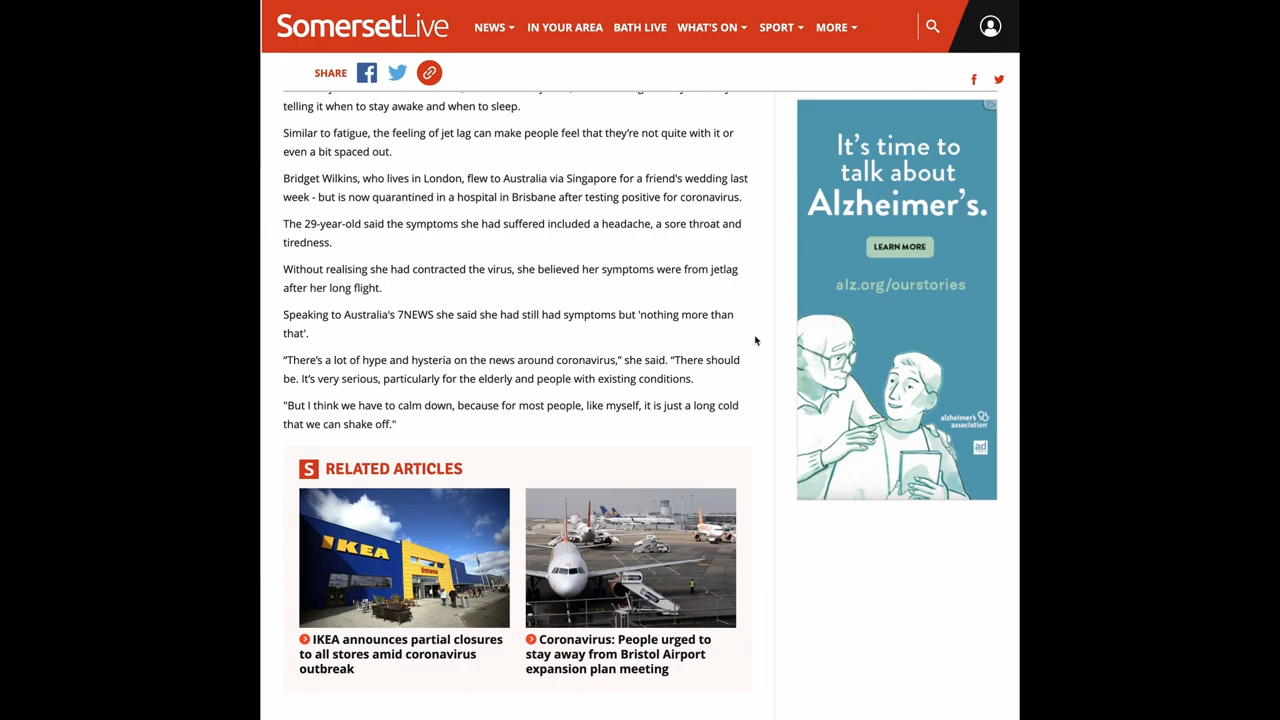 SomersetLive
NEWS IN YOUR AREA BATH LIVE WHAT'S ON SPORT MORE
SHARE
telling it when to stay awake and when to sleep.
Similar to fatigue, the feeling of jet lag can make people feel that they're not quite with it or
even a bit spaced out.
Bridget Wilkins, who lives in London, flew to Australia via Singapore for a friend's wedding last
week - but is now quarantined in a hospital in Brisbane after testing positive for coronavirus.
The 29-year-old said the symptoms she had suffered included a headache, a sore throat and
tiredness.
Without realising she had contracted the virus, she believed her symptoms were from jetlag
after her long flight.
Speaking to Australia's 7NEWS she said she had still had symptoms but 'nothing more than
that'.
“There’s a lot of hype and hysteria on the news around coronavirus,” she said. “There should
be. It’s very serious, particularly for the elderly and people with existing conditions.
"But I think we have to calm down, because for most people, like myself, it is just a long cold
that we can shake off."
S RELATED ARTICLES
IKEA
IKEA announces partial closures
to all stores amid coronavirus
outbreak
Coronavirus: People urged to
stay away from Bristol Airport
expansion plan meeting
It's time to
talk about
Alzheimer's.
LEARN MORE
alz.org/ourstories
alzheimer's
association
ad